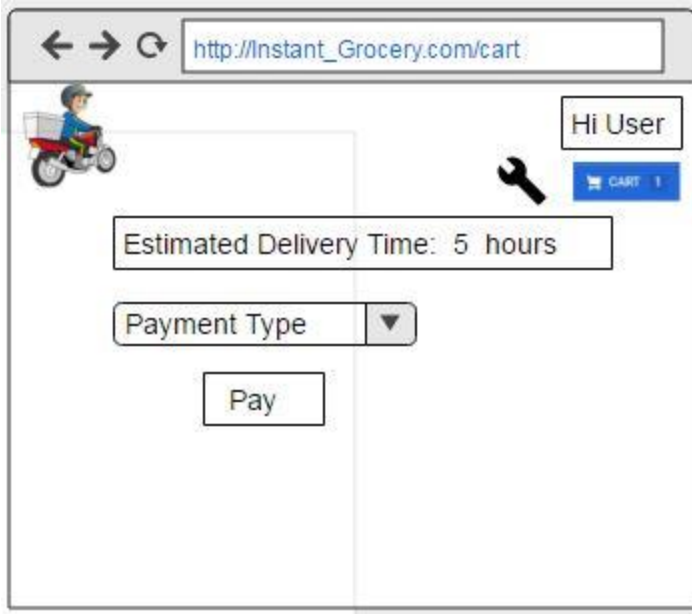 http://Instant_Grocery.com/cart
Hi User
CART 1
Estimated Delivery Time: 5 hours
Payment Type
Pay